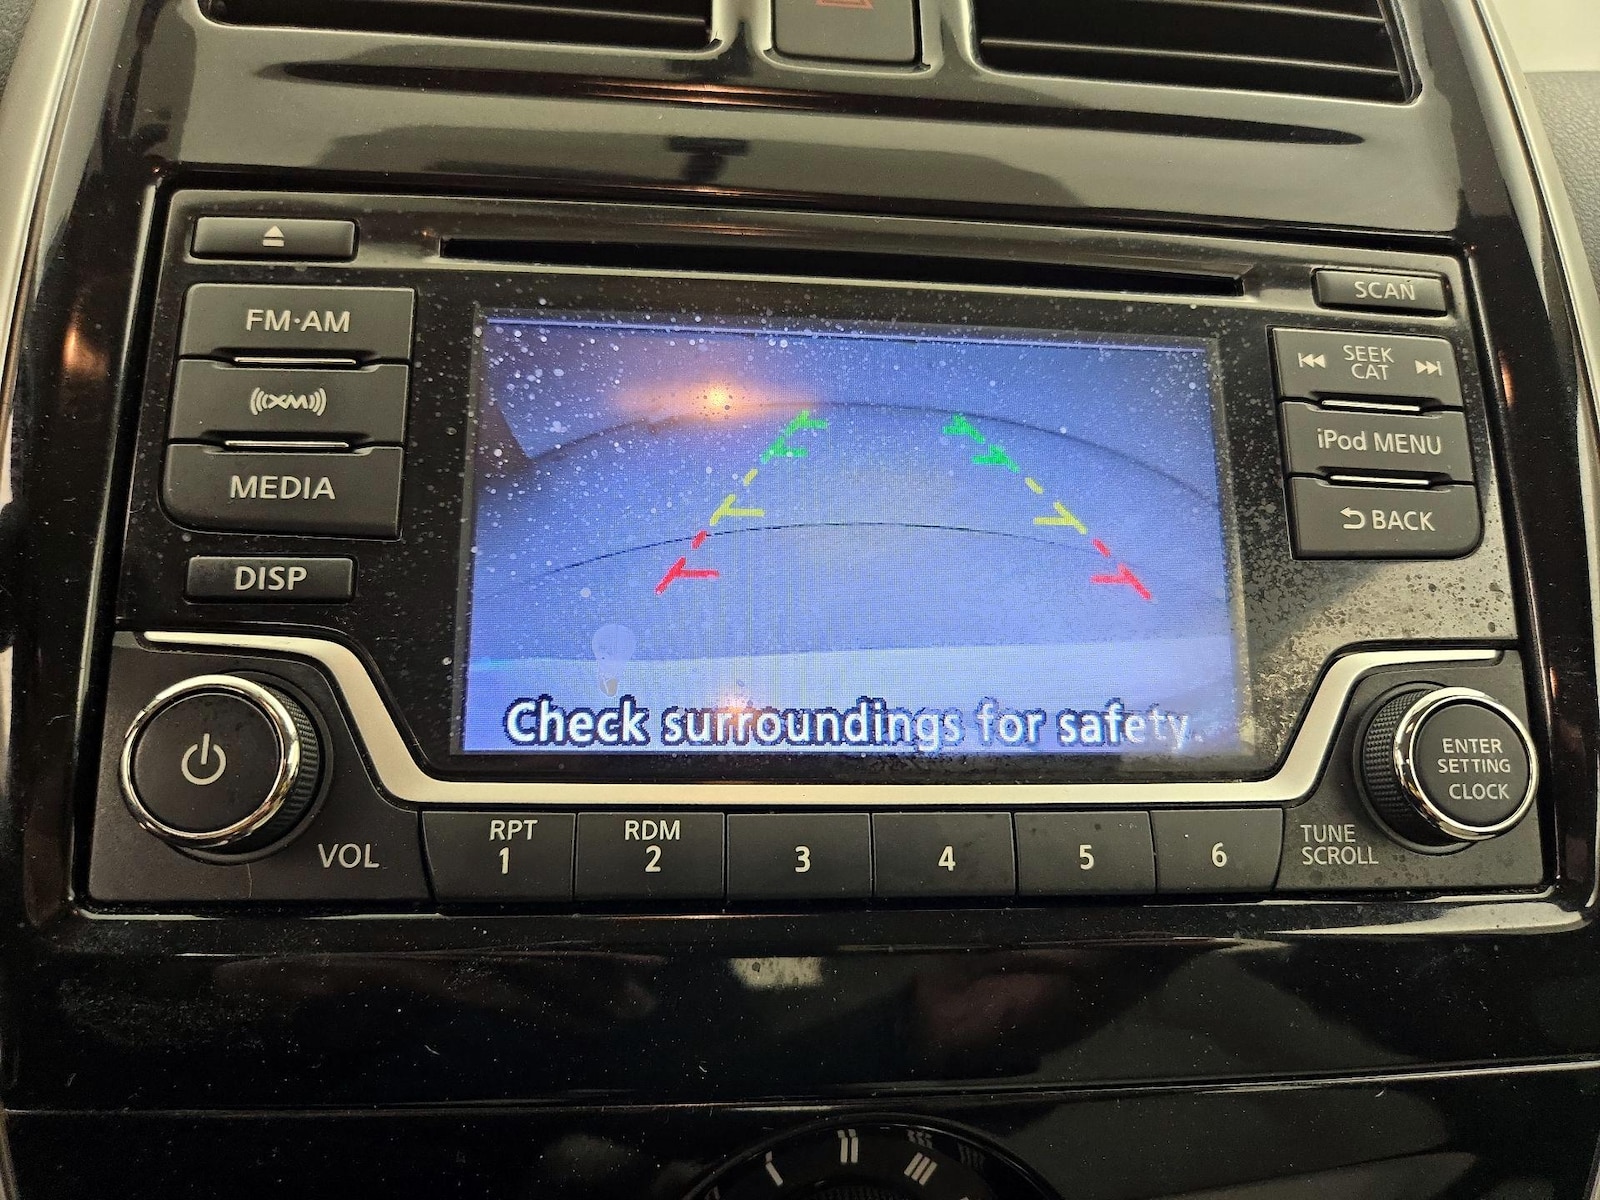 SCAN
FM·AM
SEEK
CAT
XM
iPod MENU
MEDIA
BACK
DISP
Check surroundings for safety.
ENTER
SETTING
CLOCK
VOL
RPT
1
RDM
2
3
4
5
6
TUNE
SCROLL